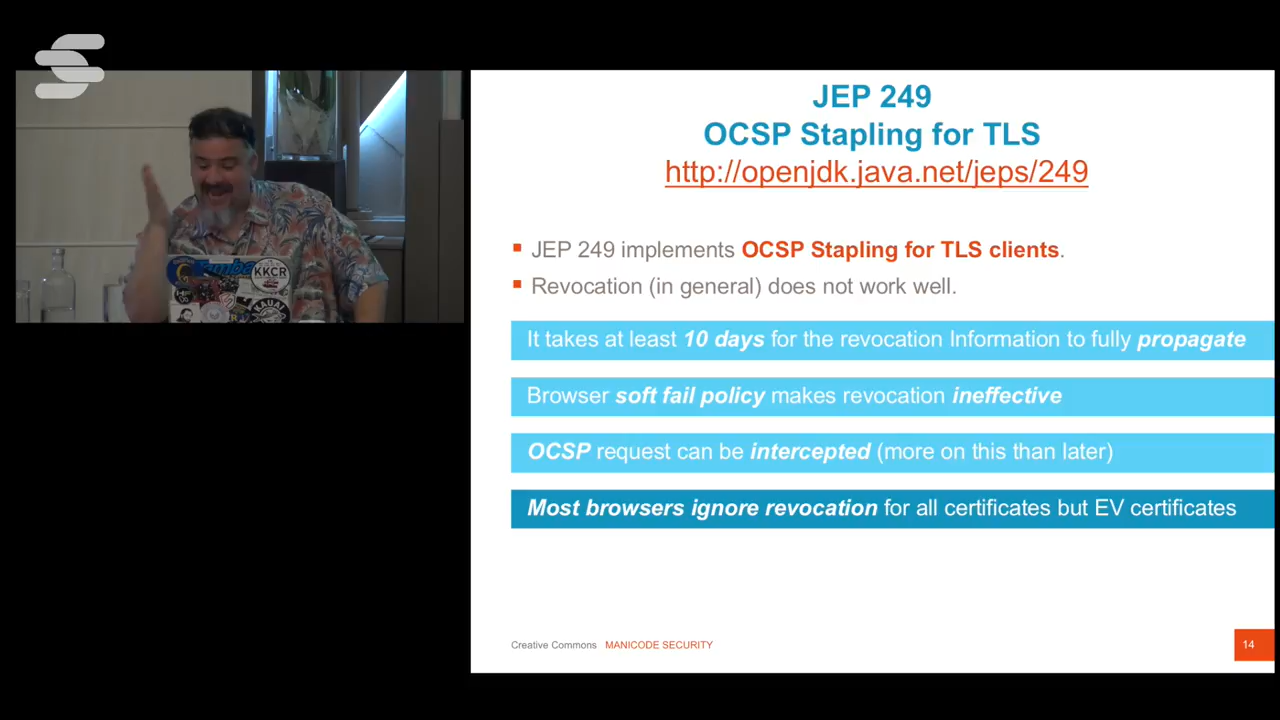 JEP 249
OCSP Stapling for TLS
http://openjdk.java.net/jeps/249
JEP 249 implements OCSP Stapling for TLS clients.
Revocation (in general) does not work well.
It takes at least 10 days for the revocation Information to fully propagate
Browser soft fail policy makes revocation ineffective
OCSP request can be intercepted (more on this than later)
Most browsers ignore revocation for all certificates but EV certificates
Creative Commons MANICODE SECURITY
14
KKCR
KAUAI